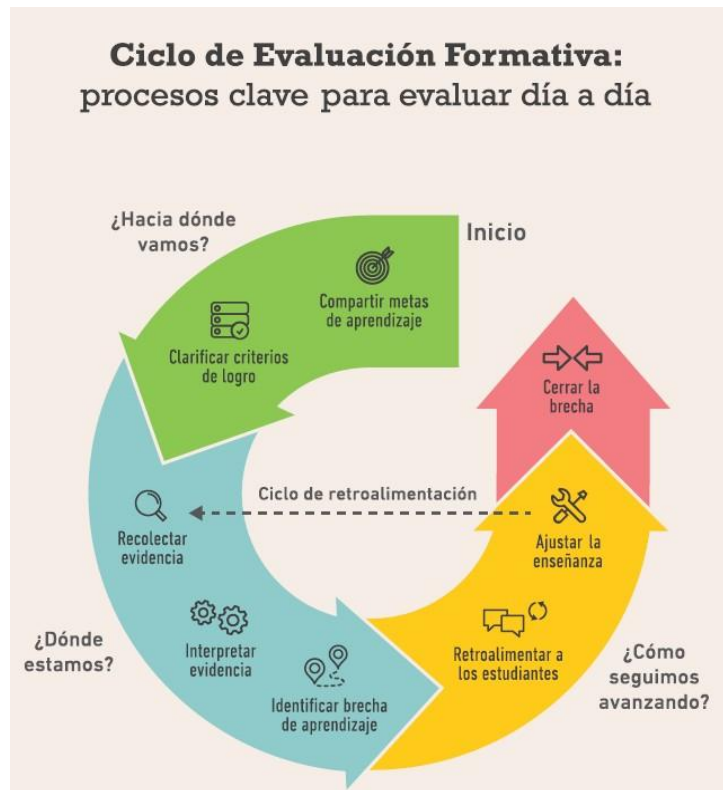 Ciclo de Evaluación Formativa:
procesos clave para evaluar día a día
¿Hacia dónde
vamos?
Inicio
Compartir metas
de aprendizaje
Clarificar criterios
de logro
Recolectar
evidencia
Ciclo de retroalimentación
¿Dónde
estamos?
Interpretar
evidencia
Identificar brecha
de aprendizaje
Retroalimentar a
los estudiantes
¿Cómo
seguimos
avanzando?
Ajustar la
enseñanza
Cerrar la
brecha